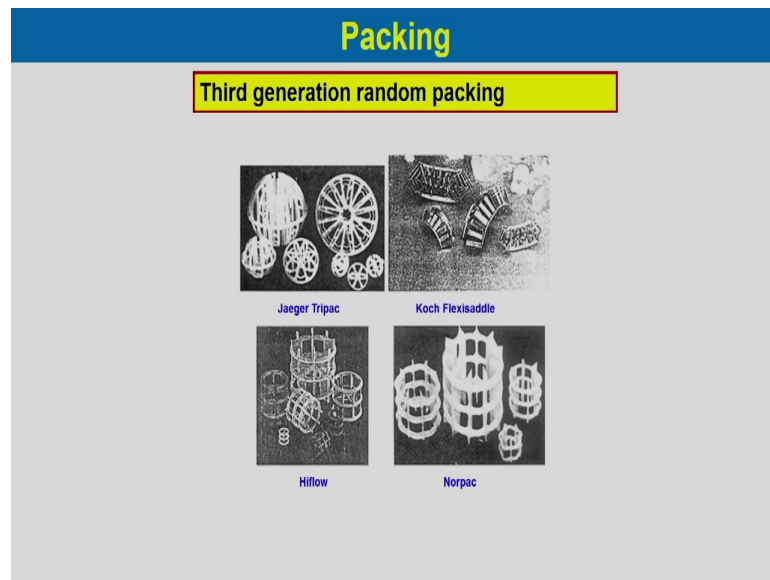 Packing
Third generation random packing
Jaeger Tripac
Koch Flexisaddle
Hiflow
Norpac